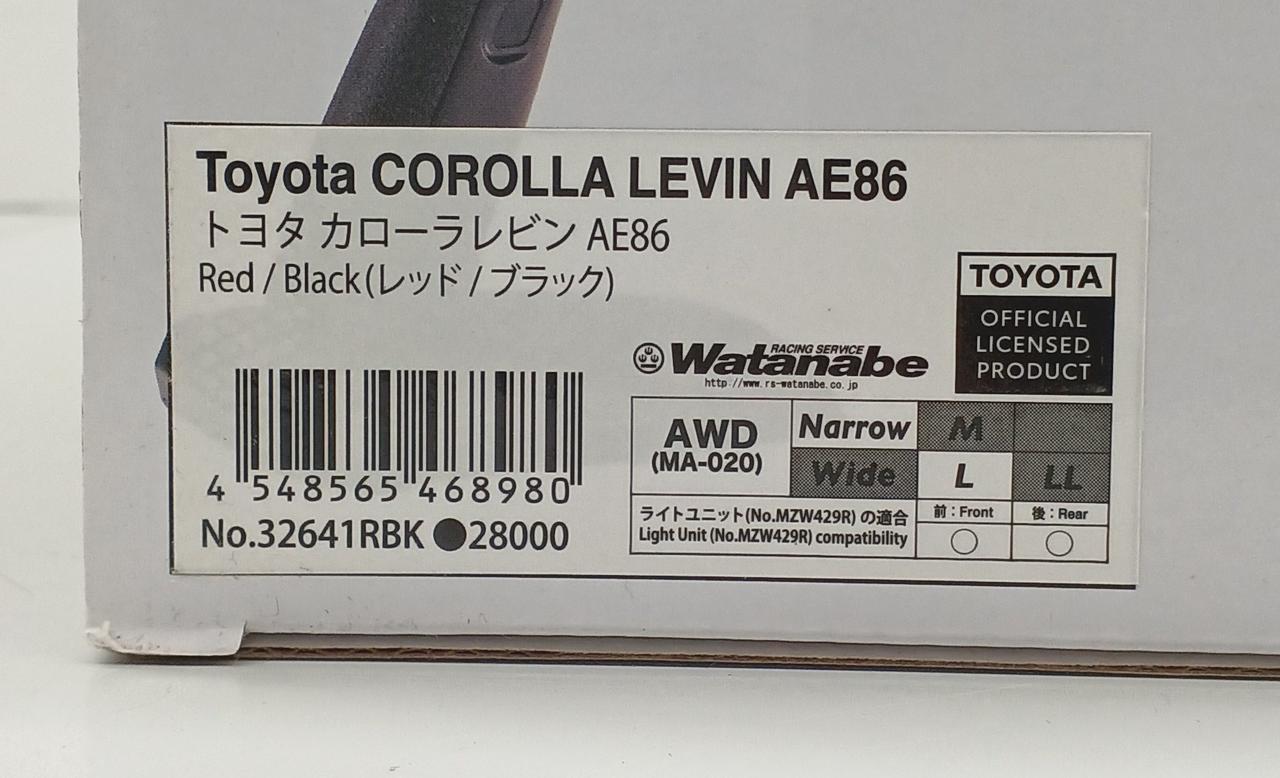 Toyota COROLLA LEVIN AE86
トヨタ カローラレビン AE86
Red / Black(レッド / ブラック)
TOYOTA
OFFICIAL
LICENSED
PRODUCT
RACING SERVICE
Watanabe
http://www.rs-watanabe.co.jp
4 548565 468980
No.32641RBK ●28000
AWD
(MA-020)
Narrow M
Wide L LL
ライトユニット(No.MZW429R) の適合
Light Unit (No.MZW429R) compatibility
前：Front 後：Rear
○ ○